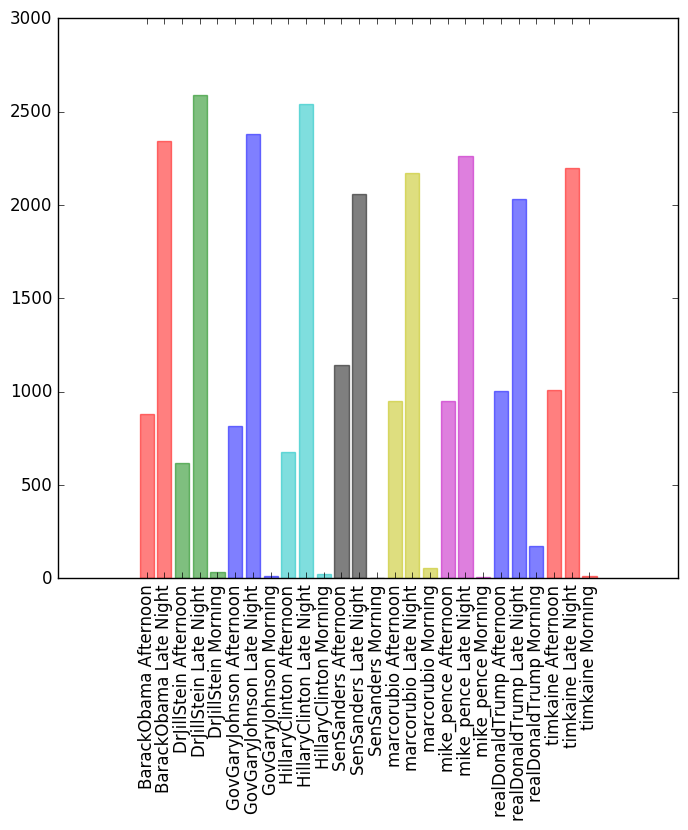 3000
2500
2000
1500
1000
500
0
BarackObama Afternoon
BarackObama Late Night
DrJillStein Afternoon
DrJillStein Late Night
DrJillStein Morning
GovGaryJohnson Afternoon
GovGaryJohnson Late Night
GovGaryJohnson Morning
HillaryClinton Afternoon
HillaryClinton Late Night
HillaryClinton Morning
SenSanders Afternoon
SenSanders Late Night
SenSanders Morning
marcorubio Afternoon
marcorubio Late Night
marcorubio Morning
mike_pence Afternoon
mike_pence Late Night
mike_pence Morning
realDonaldTrump Afternoon
realDonaldTrump Late Night
realDonaldTrump Morning
timkaine Afternoon
timkaine Late Night
timkaine Morning